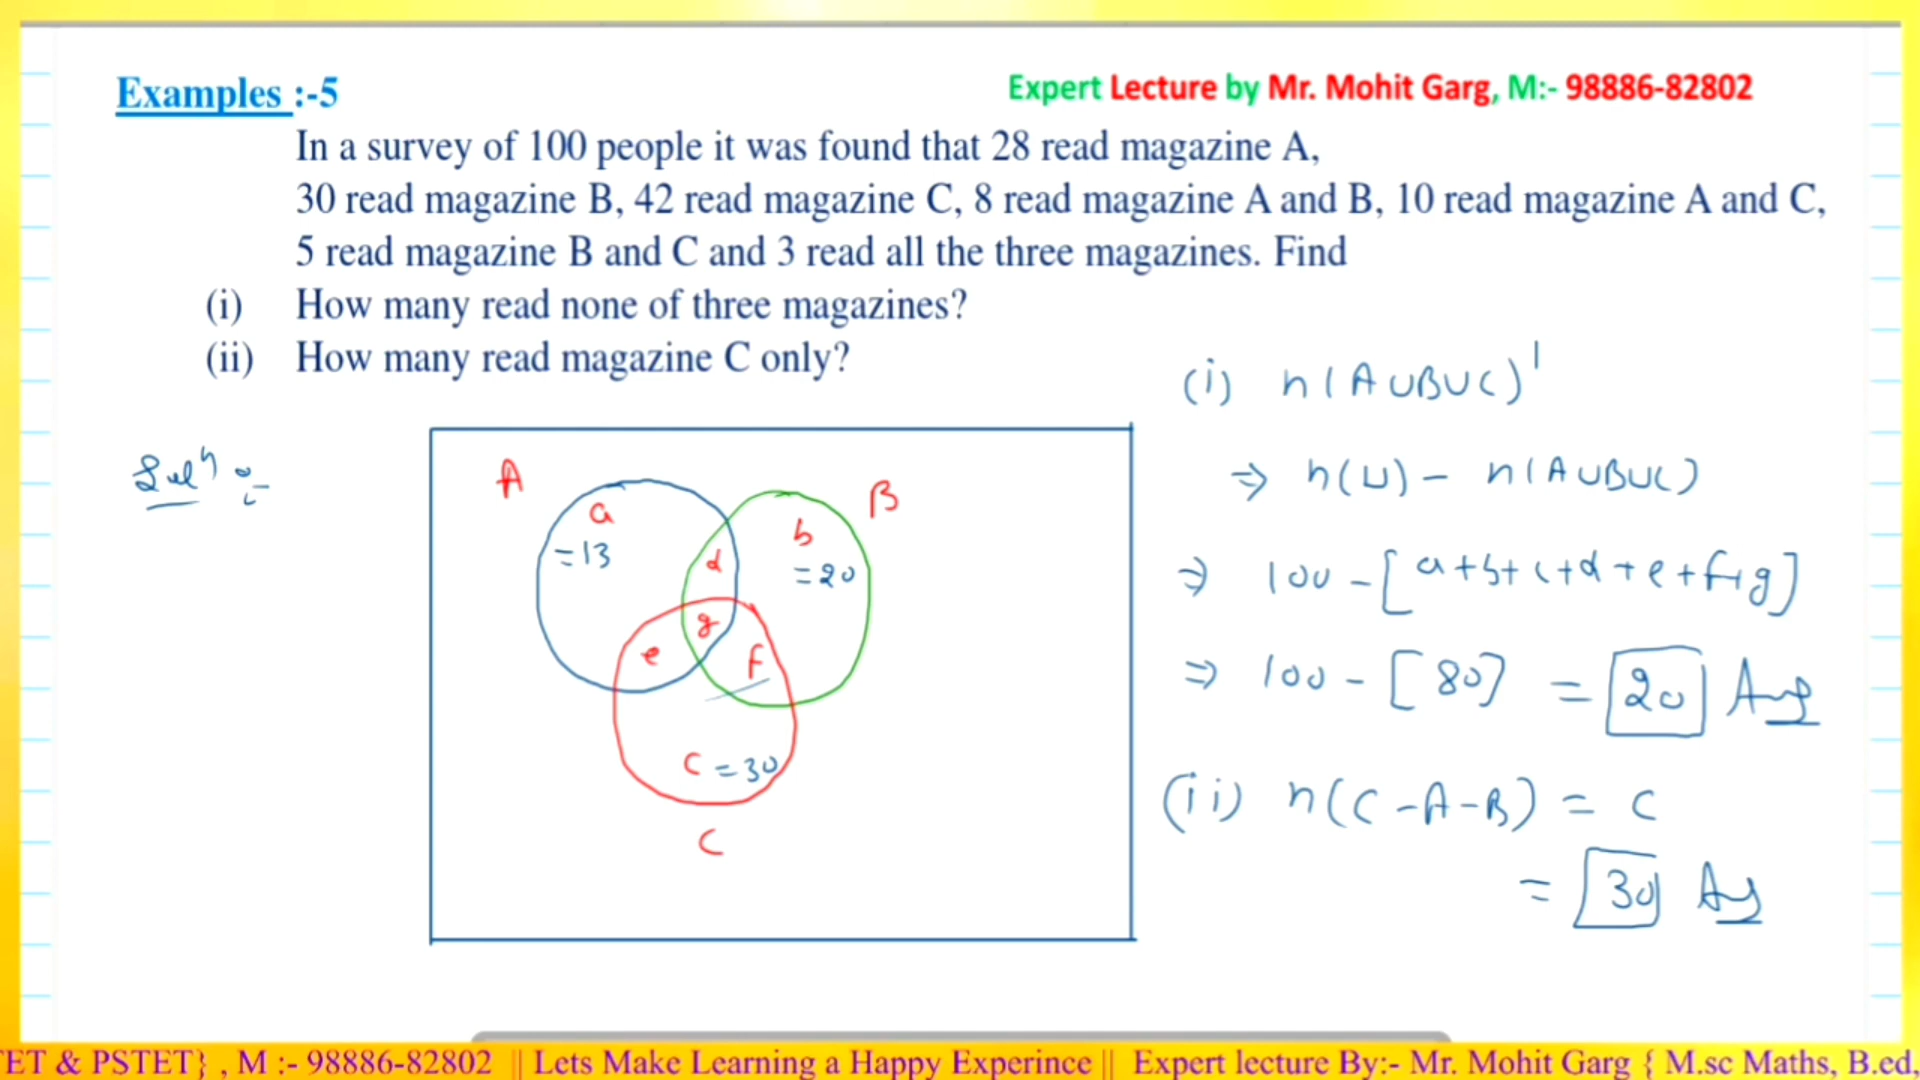 Examples :-5
Expert Lecture by Mr. Mohit Garg, M:- 98886-82802
In a survey of 100 people it was found that 28 read magazine A,
30 read magazine B, 42 read magazine C, 8 read magazine A and B, 10 read magazine A and C,
5 read magazine B and C and 3 read all the three magazines. Find
(i) How many read none of three magazines?
(ii) How many read magazine C only?
Solⁿ :-
A
B
a
= 13
d
b
= 20
g
e
f
c = 30
C
(i) n(A∪B∪C)'
⇒ n(U) - n(A∪B∪C)
⇒ 100 - [a+b+c+d+e+f+g]
⇒ 100 - [80] = 20 Ans
(ii) n(C-A-B) = c
= 30 Ans
ET & PSTET} , M :- 98886-82802 || Lets Make Learning a Happy Experince || Expert lecture By:- Mr. Mohit Garg { M.sc Maths, B.ed,